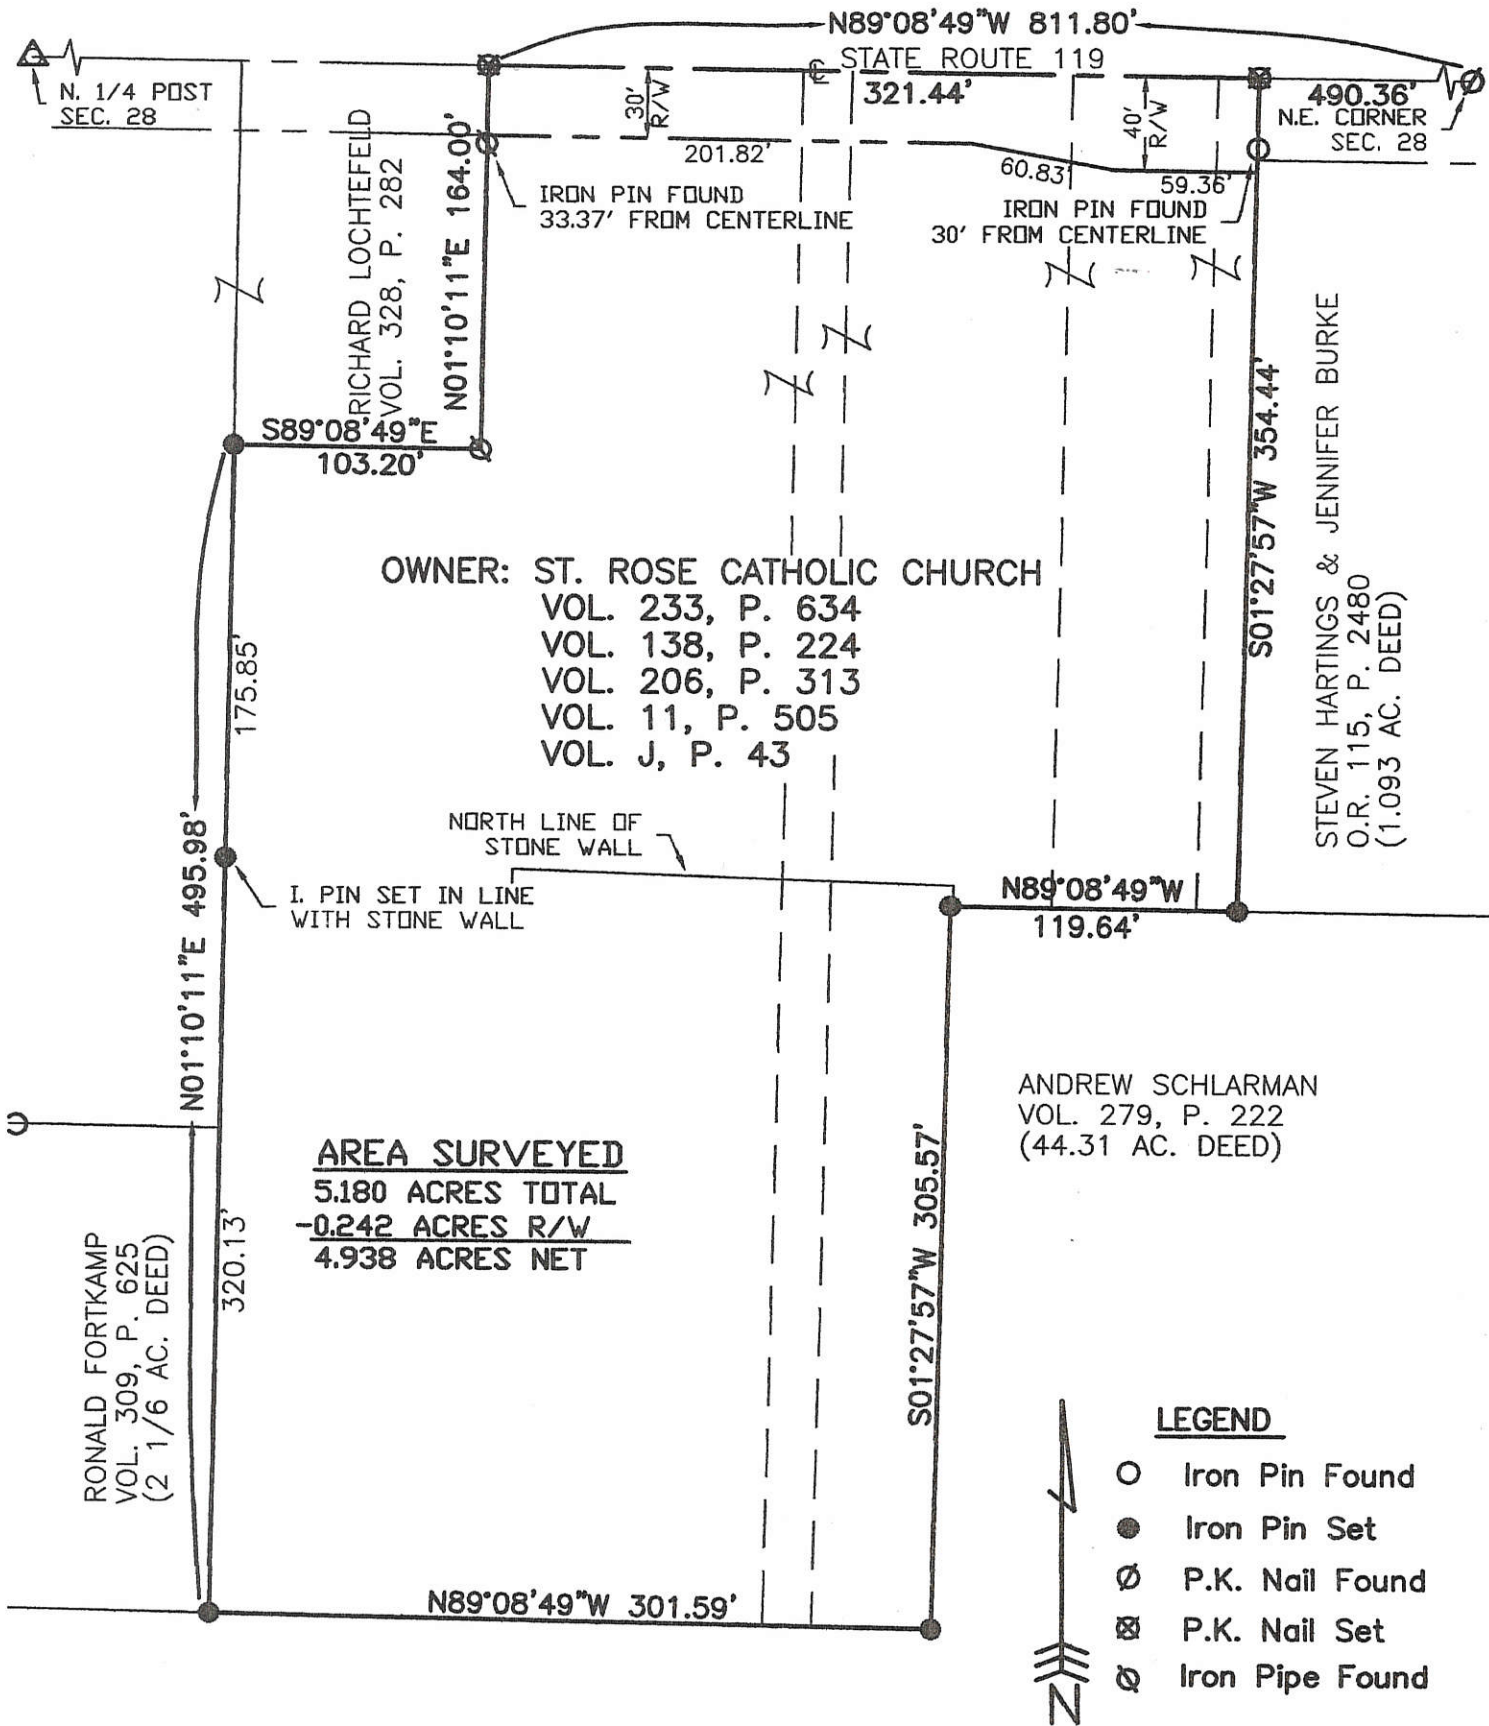 N89°08'49"W 811.80'
STATE ROUTE 119
321.44'
490.36'
N. 1/4 POST
SEC. 28
N.E. CORNER
SEC. 28
30'
R/W
40'
R/W
201.82'
60.83'
59.36'
IRON PIN FOUND
33.37' FROM CENTERLINE
IRON PIN FOUND
30' FROM CENTERLINE
RICHARD LOCHTEFELD
VOL. 328, P. 282
N01°10'11"E 164.00'
S89°08'49"E
103.20'
S01°27'57"W 354.44'
STEVEN HARTINGS & JENNIFER BURKE
O.R. 115, P. 2480
(1.093 AC. DEED)
OWNER: ST. ROSE CATHOLIC CHURCH
VOL. 233, P. 634
VOL. 138, P. 224
VOL. 206, P. 313
VOL. 11, P. 505
VOL. J, P. 43
175.85'
N01°10'11"E 495.98'
NORTH LINE OF
STONE WALL
I. PIN SET IN LINE
WITH STONE WALL
N89°08'49"W
119.64'
ANDREW SCHLARMAN
VOL. 279, P. 222
(44.31 AC. DEED)
AREA SURVEYED
5.180 ACRES TOTAL
-0.242 ACRES R/W
4.938 ACRES NET
S01°27'57"W 305.57'
RONALD FORTKAMP
VOL. 309, P. 625
(2 1/6 AC. DEED)
320.13'
N89°08'49"W 301.59'
LEGEND
Iron Pin Found
Iron Pin Set
P.K. Nail Found
P.K. Nail Set
Iron Pipe Found
N